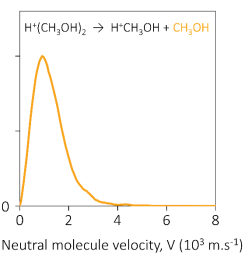 H⁺(CH₃OH)₂ → H⁺CH₃OH + CH₃OH
0
0 2 4 6 8
Neutral molecule velocity, V (10³ m.s⁻¹)